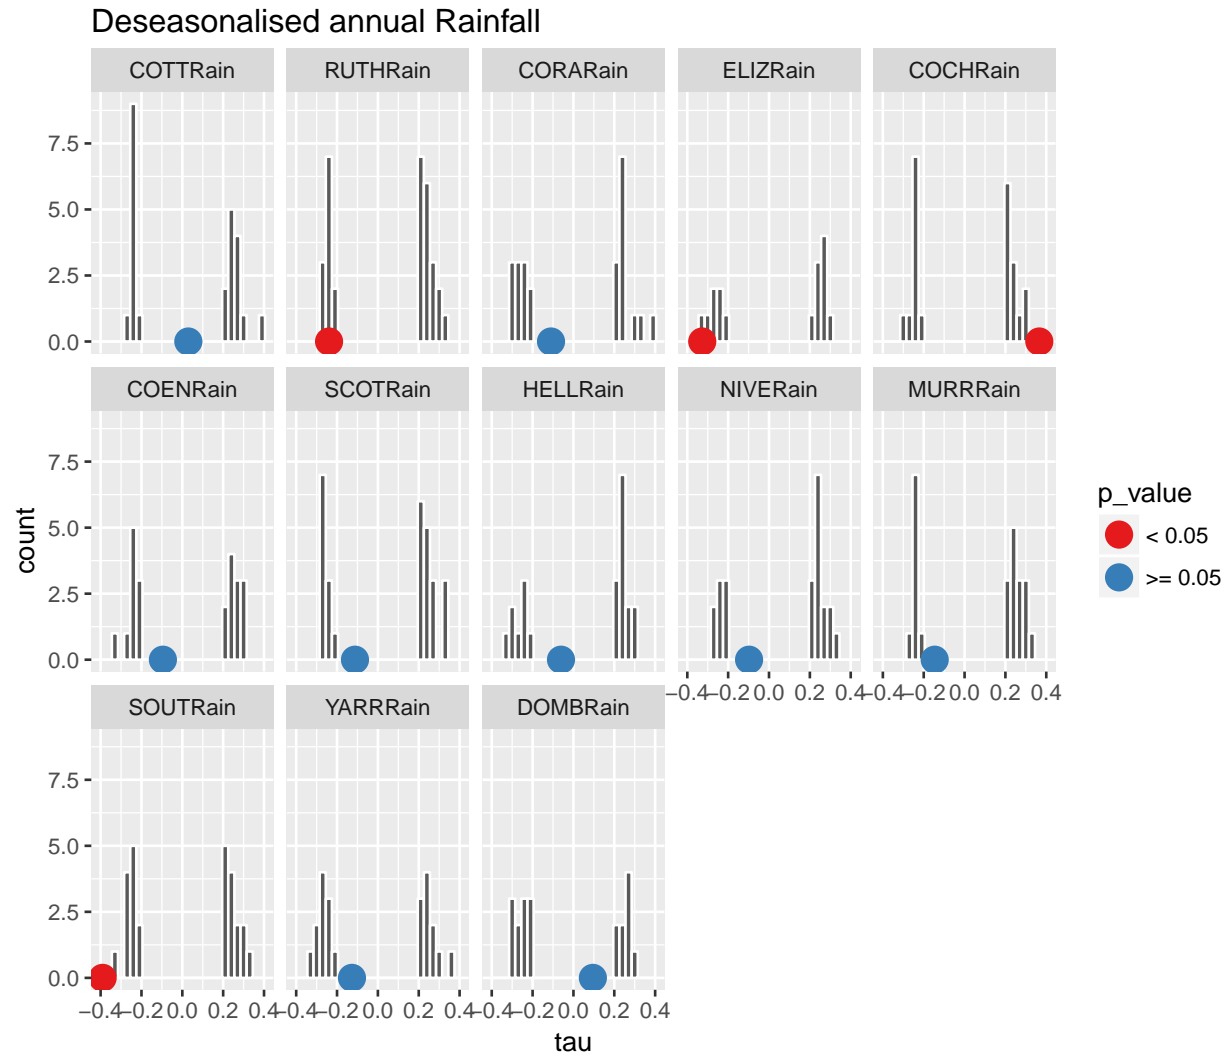 Deseasonalised annual Rainfall
COTTRain RUTHRain CORARain ELIZRain COCHRain
7.5
5.0
2.5
0.0
COENRain SCOTRain HELLRain NIVERain MURRRain
7.5
5.0
2.5
0.0
−0.4 −0.2 0.0 0.2 0.4 −0.4 −0.2 0.0 0.2 0.4
SOUTRain YARRRain DOMBRain
7.5
5.0
2.5
0.0
−0.4 −0.2 0.0 0.2 0.4 −0.4 −0.2 0.0 0.2 0.4 −0.4 −0.2 0.0 0.2 0.4
tau
count
p_value
< 0.05
>= 0.05